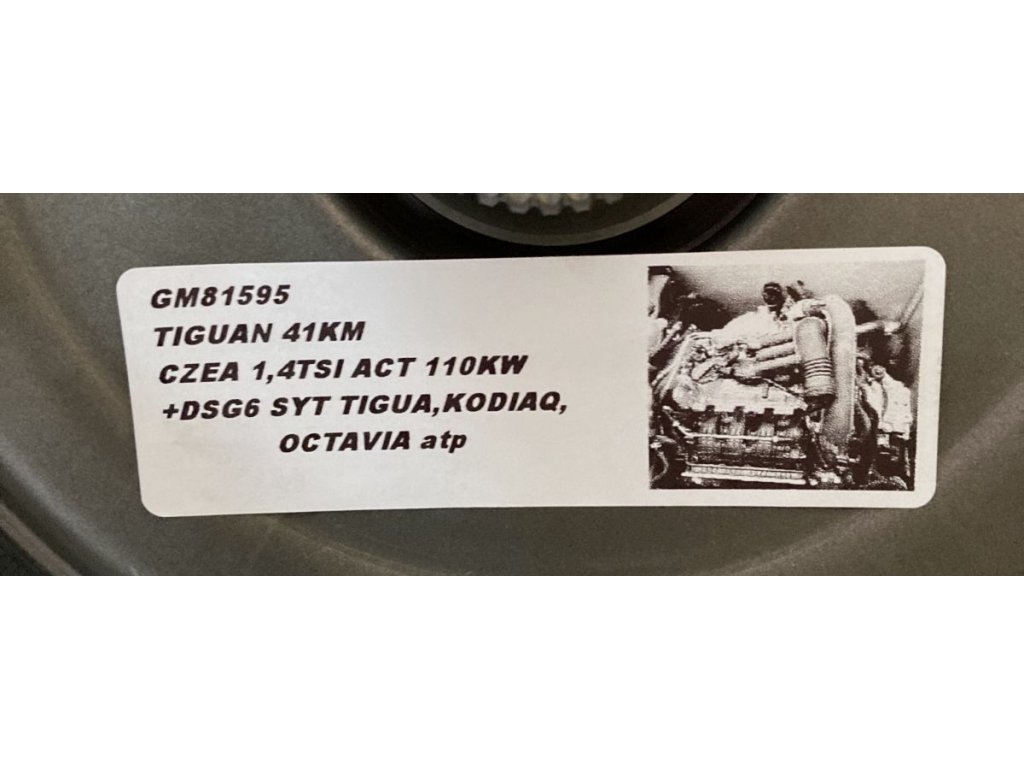 GM81595
TIGUAN 41KM
CZEA 1,4TSI ACT 110KW
+DSG6 SYT TIGUA,KODIAQ,
OCTAVIA atp